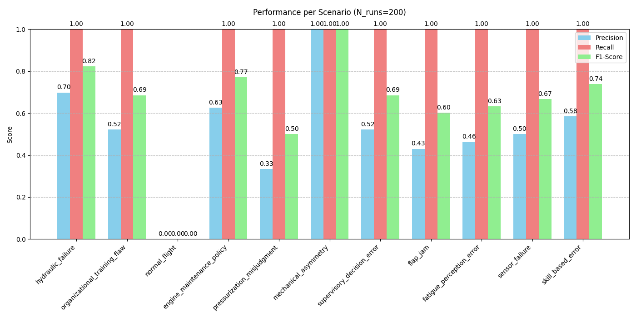 Performance per Scenario (N_runs=200)
1.00 1.00 1.00 1.00 1.00 1.00 1.00 1.00 1.00 1.00 1.00 1.00
Precision
Recall
F1-Score
0.70 0.82
0.52 0.69
0.00 0.00 0.00
0.63 0.77
0.33 0.50
0.52 0.69
0.43 0.60
0.46 0.63
0.50 0.67
0.58 0.74
Score
1.0
0.8
0.6
0.4
0.2
0.0
hydraulic_failure
organizational_training_flaw
normal_flight
engine_maintenance_policy
pressurization_misjudgment
mechanical_asymmetry
supervisory_decision_error
flap_jam
fatigue_perception_error
sensor_failure
skill_based_error